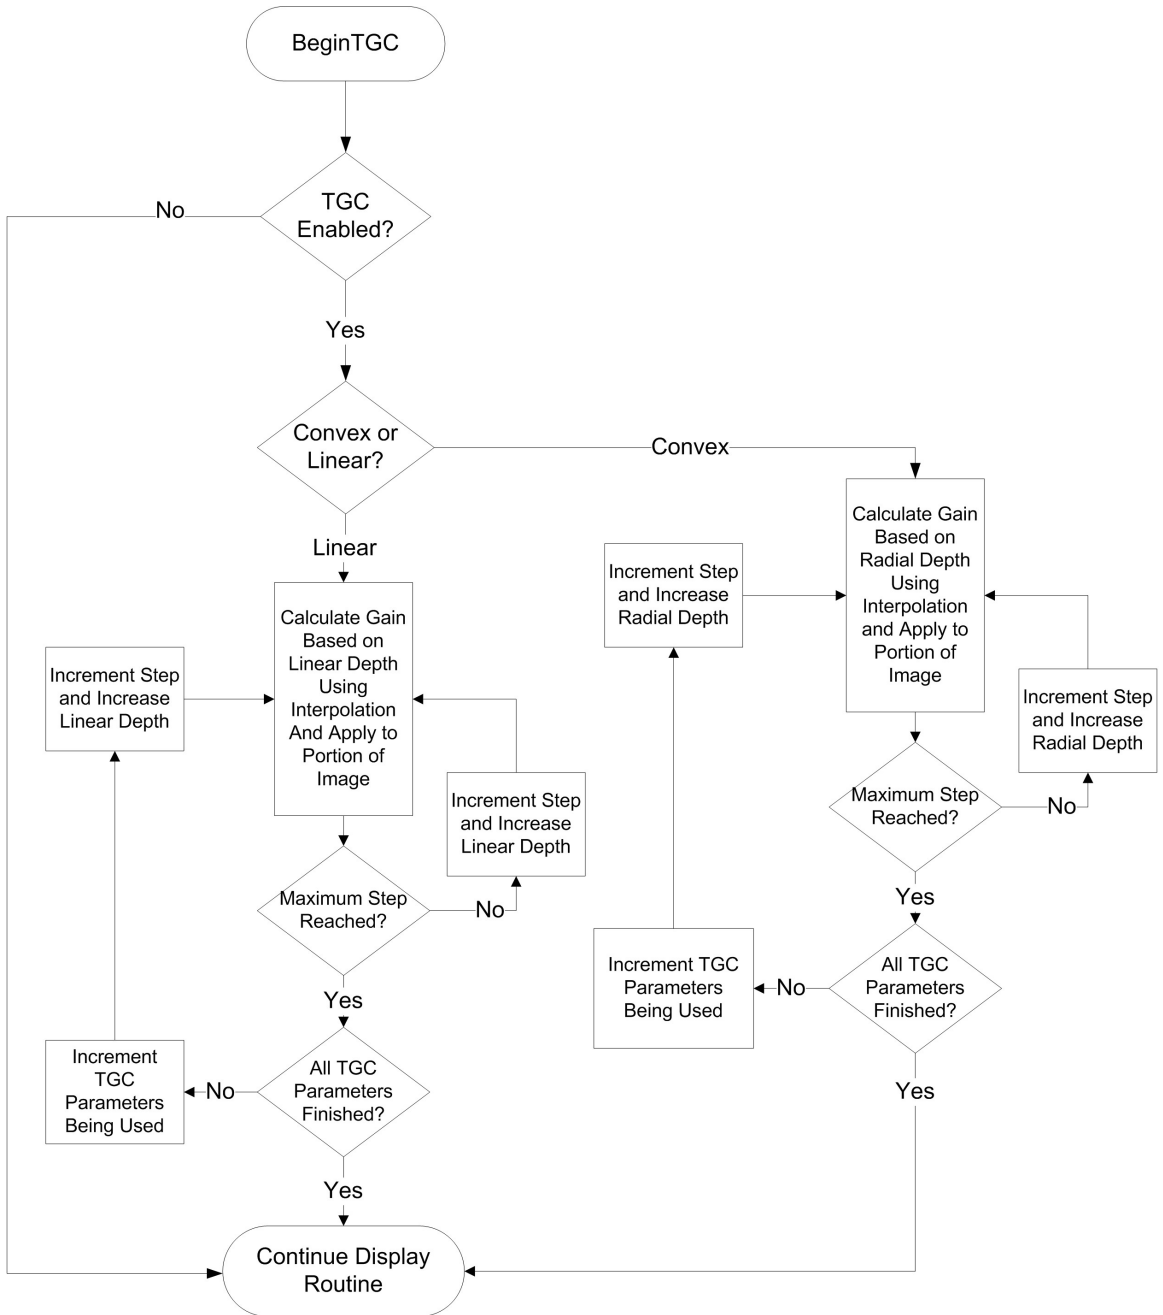 BeginTGC
TGC
Enabled?
No
Yes
Convex or
Linear?
Convex
Linear
Calculate Gain
Based on
Radial Depth
Using
Interpolation
and Apply to
Portion of
Image
Increment Step
and Increase
Radial Depth
Increment Step
and Increase
Radial Depth
Maximum Step
Reached?
No
Yes
All TGC
Parameters
Finished?
No
Increment TGC
Parameters
Being Used
Yes
Calculate Gain
Based on
Linear Depth
Using
Interpolation
And Apply to
Portion of
Image
Increment Step
and Increase
Linear Depth
Increment Step
and Increase
Linear Depth
Maximum Step
Reached?
No
Yes
All TGC
Parameters
Finished?
No
Increment
TGC
Parameters
Being Used
Yes
Continue Display
Routine